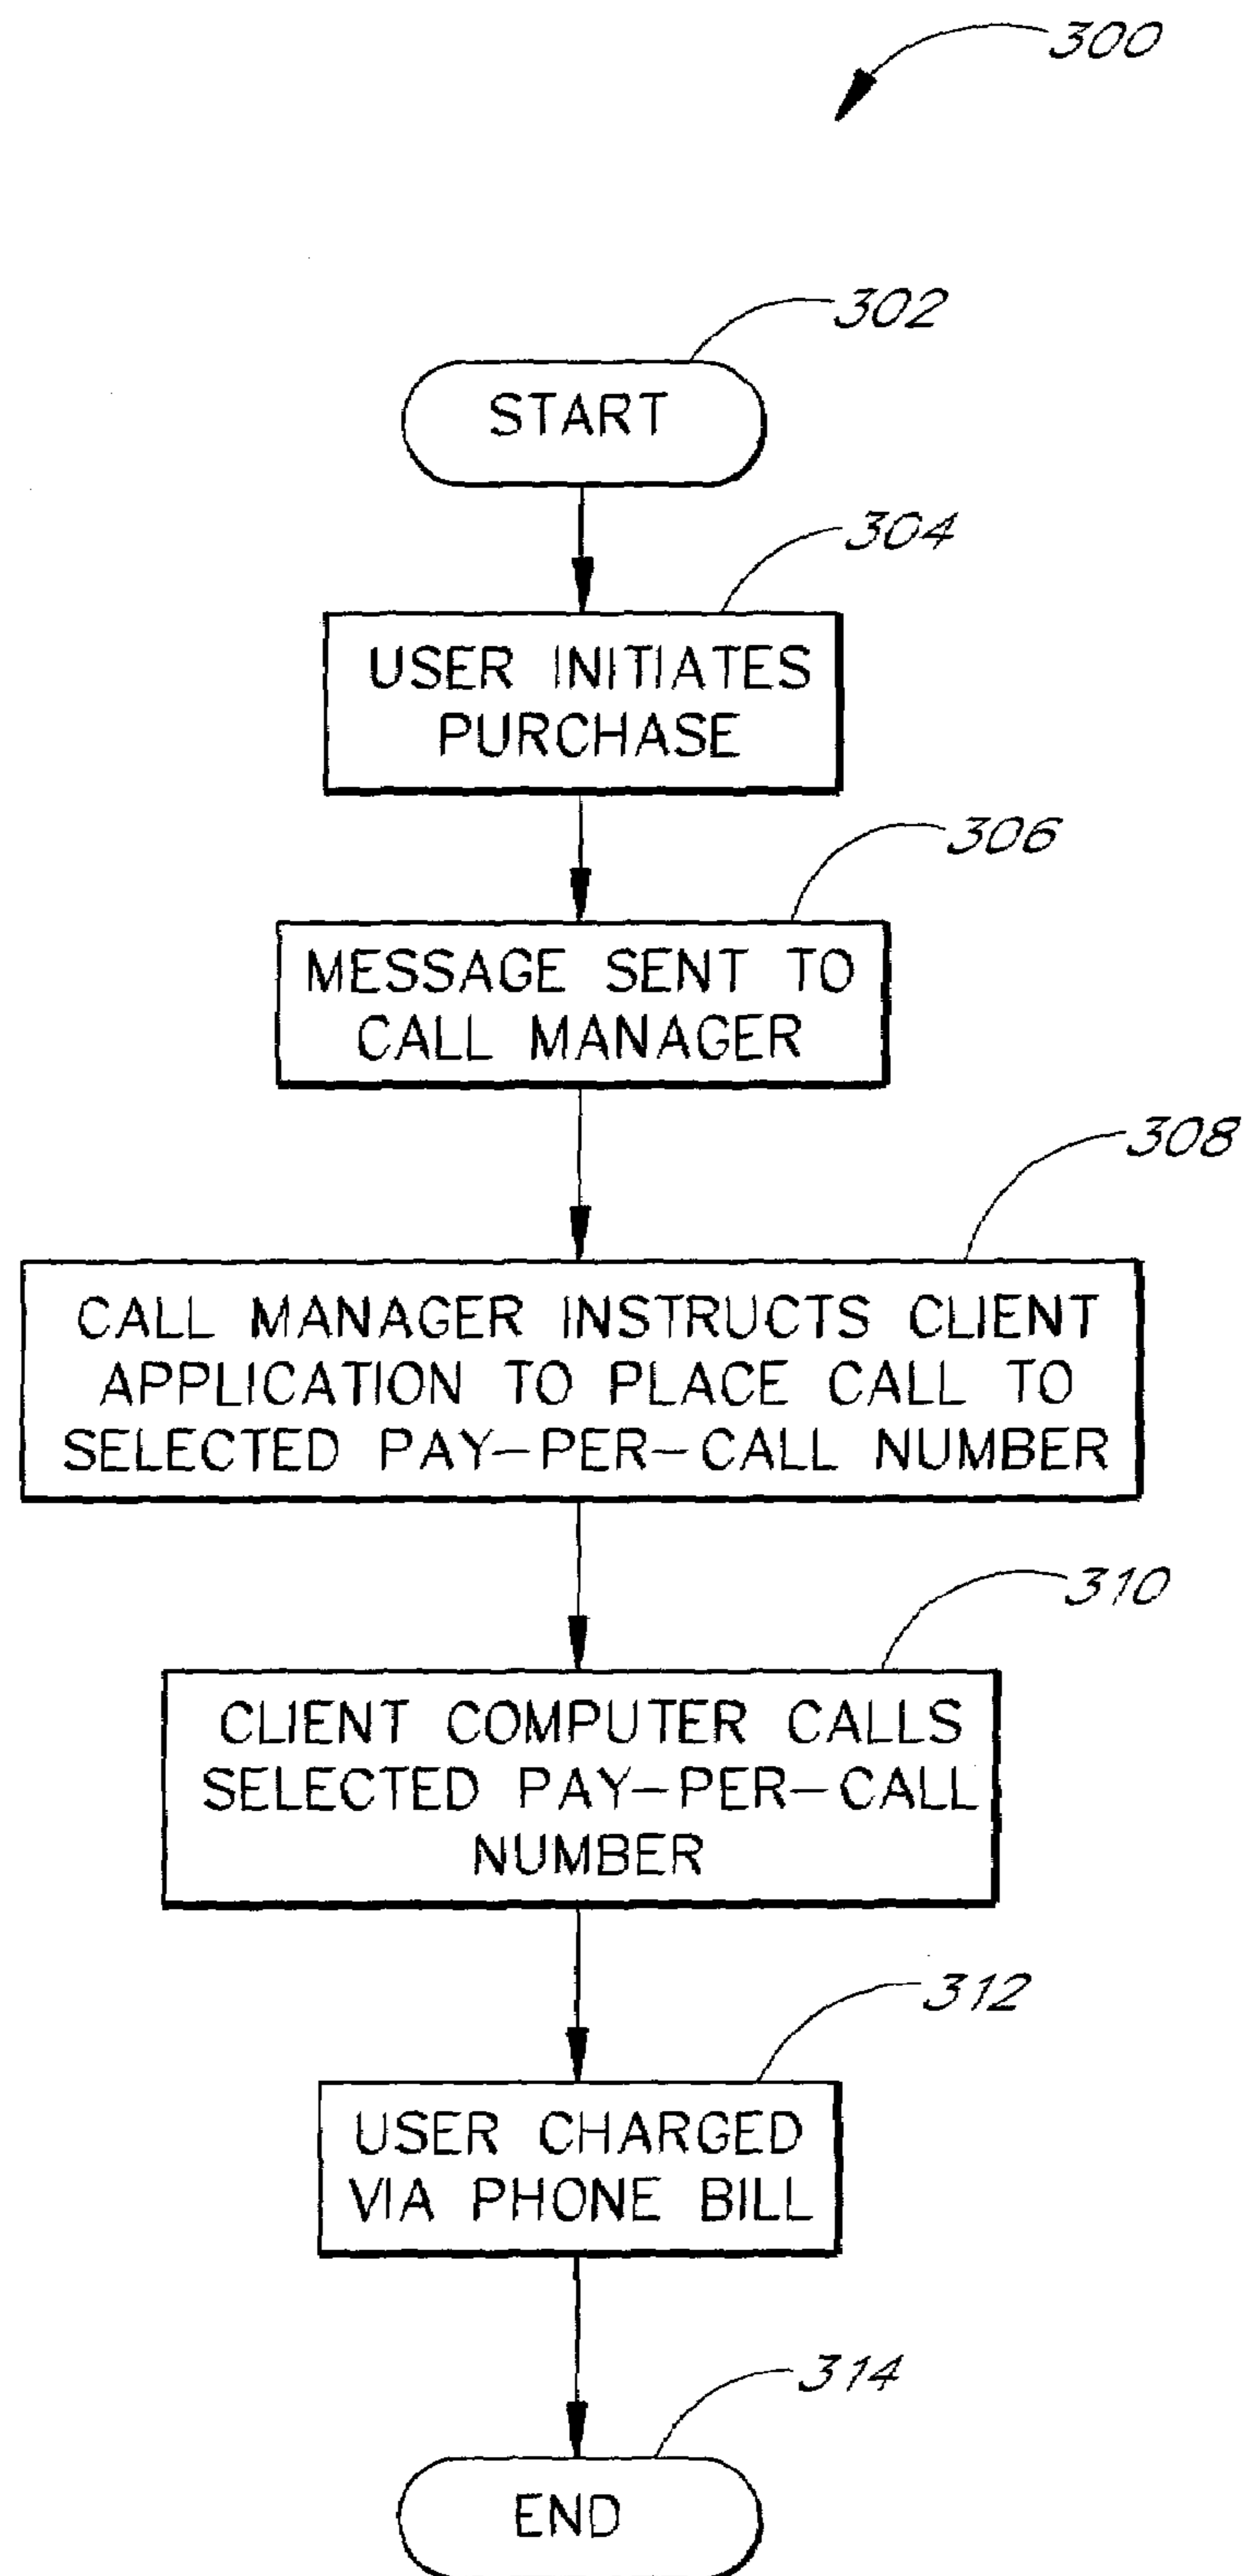 300
302
START
304
USER INITIATES
PURCHASE
306
MESSAGE SENT TO
CALL MANAGER
308
CALL MANAGER INSTRUCTS CLIENT
APPLICATION TO PLACE CALL TO
SELECTED PAY-PER-CALL NUMBER
310
CLIENT COMPUTER CALLS
SELECTED PAY-PER-CALL
NUMBER
312
USER CHARGED
VIA PHONE BILL
314
END